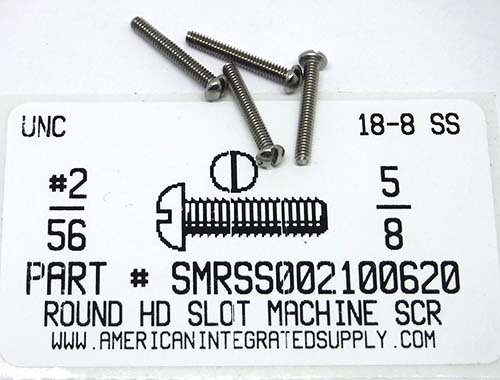 UNC 18-8 SS
#2 5
56 8
PART # SMRSS002100620
ROUND HD SLOT MACHINE SCR
WWW.AMERICANINTEGRATEDSUPPLY.COM